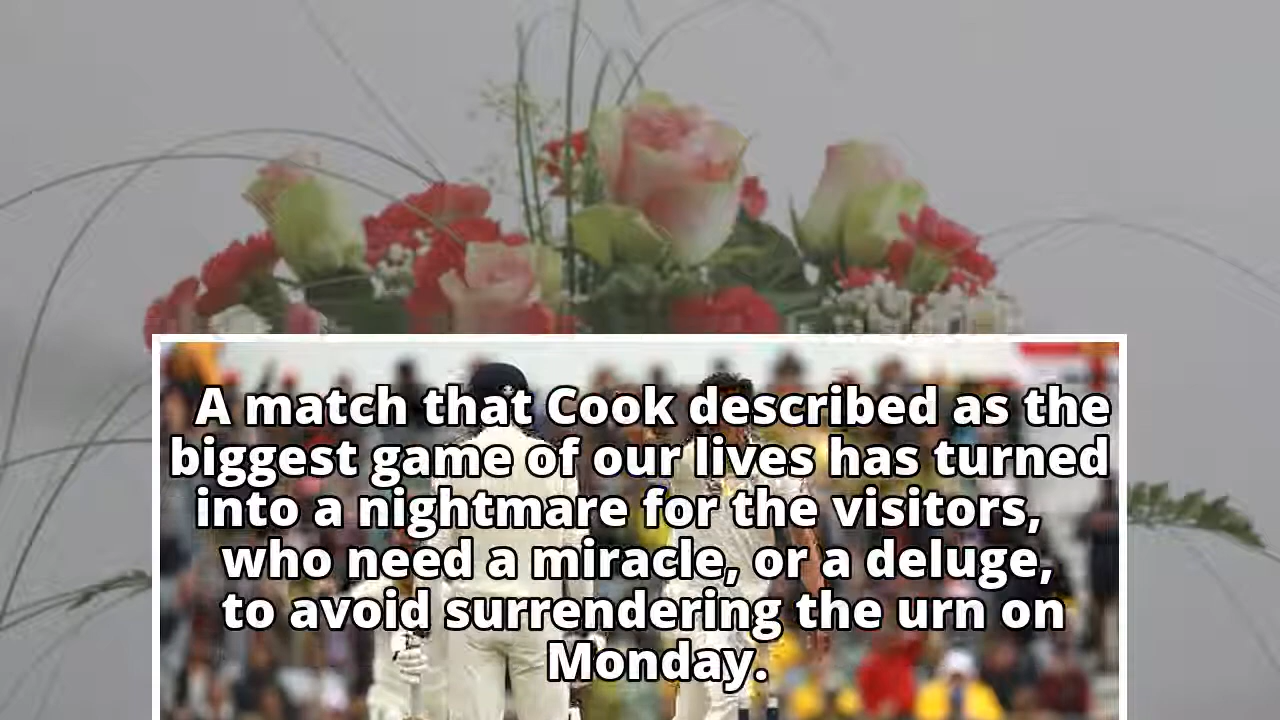 A match that Cook described as the
biggest game of our lives has turned
into a nightmare for the visitors,
who need a miracle, or a deluge,
to avoid surrendering the urn on
Monday.